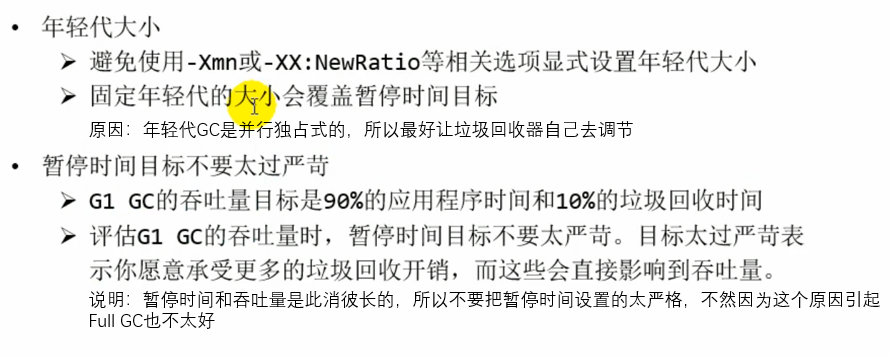 • 年轻代大小
➤ 避免使用-Xmn或-XX:NewRatio等相关选项显式设置年轻代大小
➤ 固定年轻代的大小会覆盖暂停时间目标
原因：年轻代GC是并行独占式的，所以最好让垃圾回收器自己去调节
• 暂停时间目标不要太过严苛
➤ G1 GC的吞吐量目标是90%的应用程序时间和10%的垃圾回收时间
➤ 评估G1 GC的吞吐量时，暂停时间目标不要太严苛。目标太过严苛表
示你愿意承受更多的垃圾回收开销，而这些会直接影响到吞吐量。
说明：暂停时间和吞吐量是此消彼长的，所以不要把暂停时间设置的太严格，不然因为这个原因引起
Full GC也不太好